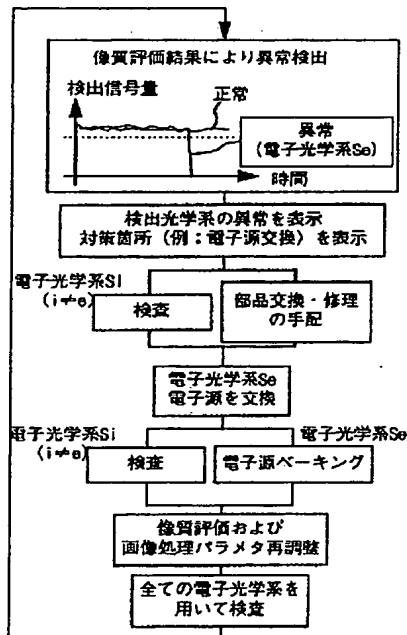 像質評価結果により異常検出
検出信号量
正常
異常
(電子光学系Se)
時間
検出光学系の異常を表示
対策箇所（例：電子源交換）を表示
電子光学系Si
(i≠e)
検査
部品交換・修理
の手配
電子光学系Se
電子源を交換
電子光学系Si
(i≠e)
検査
電子光学系Se
電子源ベーキング
像質評価および
画像処理パラメタ再調整
全ての電子光学系を
用いて検査